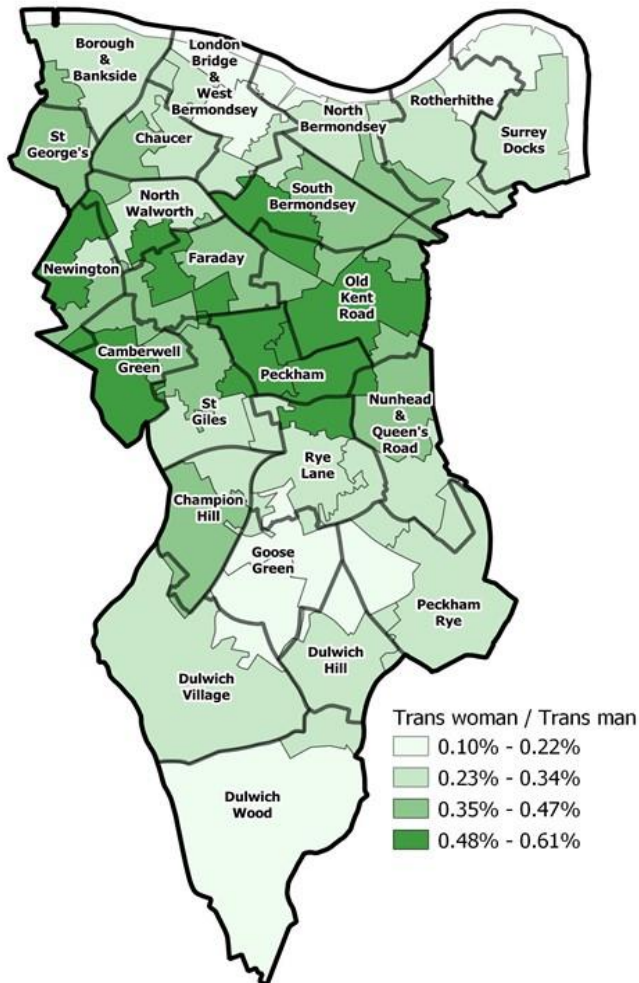 Borough
&
Bankside
London
Bridge
&
West
Bermondsey
North
Bermondsey
Rotherhithe
Surrey
Docks
St
George's
Chaucer
South
Bermondsey
North
Walworth
Newington
Faraday
Old
Kent
Road
Camberwell
Green
Peckham
St
Giles
Nunhead
&
Queen's
Road
Rye
Lane
Champion
Hill
Goose
Green
Peckham
Rye
Dulwich
Hill
Dulwich
Village
Dulwich
Wood
Trans woman / Trans man
0.10% - 0.22%
0.23% - 0.34%
0.35% - 0.47%
0.48% - 0.61%